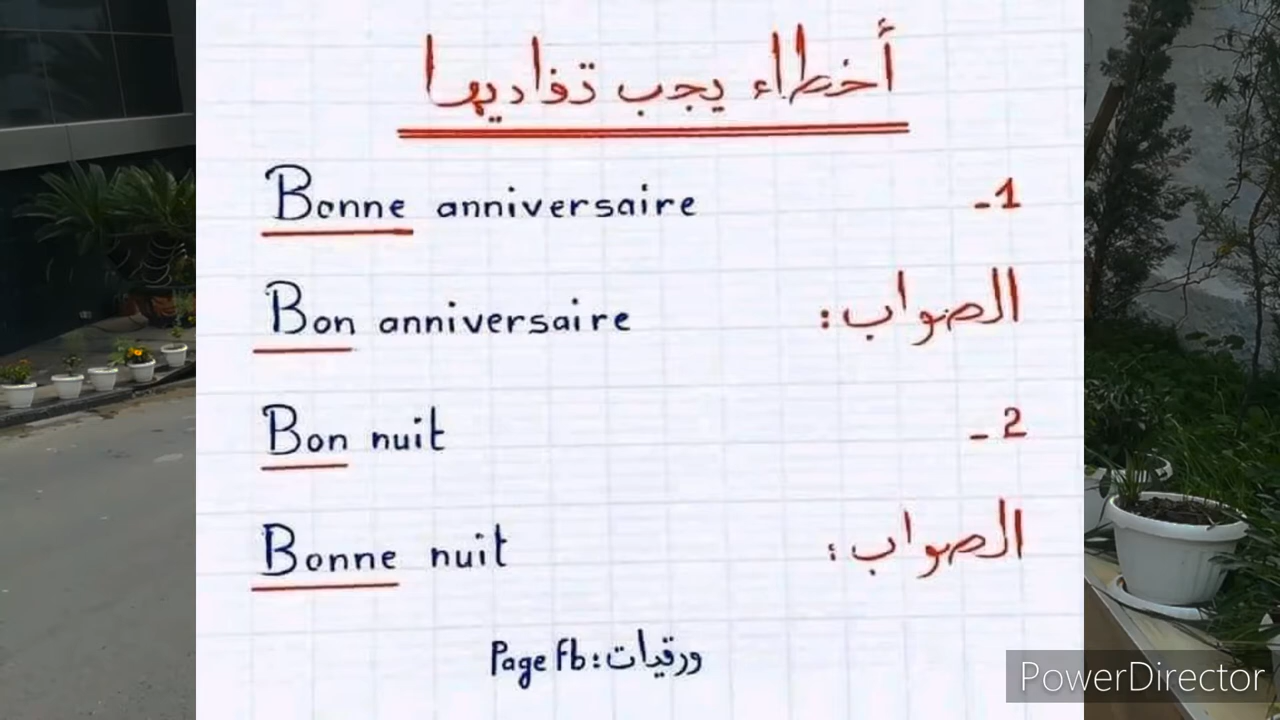 أخطاء يجب تفاديها
1- Bonne anniversaire
الصواب: Bon anniversaire
2- Bon nuit
الصواب: Bonne nuit
Page fb: ورقيات
PowerDirector